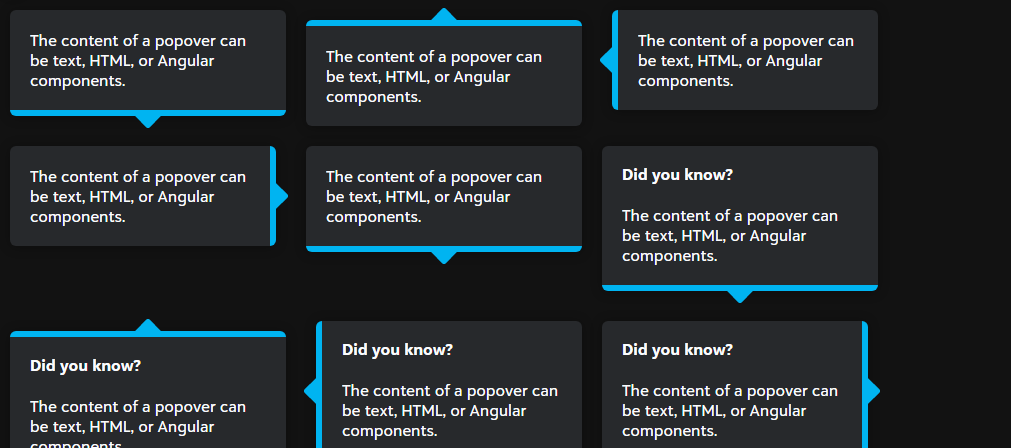 The content of a popover can
be text, HTML, or Angular
components.
The content of a popover can
be text, HTML, or Angular
components.
The content of a popover can
be text, HTML, or Angular
components.
The content of a popover can
be text, HTML, or Angular
components.
The content of a popover can
be text, HTML, or Angular
components.
Did you know?
The content of a popover can
be text, HTML, or Angular
components.
Did you know?
The content of a popover can
be text, HTML, or Angular
components.
Did you know?
The content of a popover can
be text, HTML, or Angular
components.
Did you know?
The content of a popover can
be text, HTML, or Angular
components.